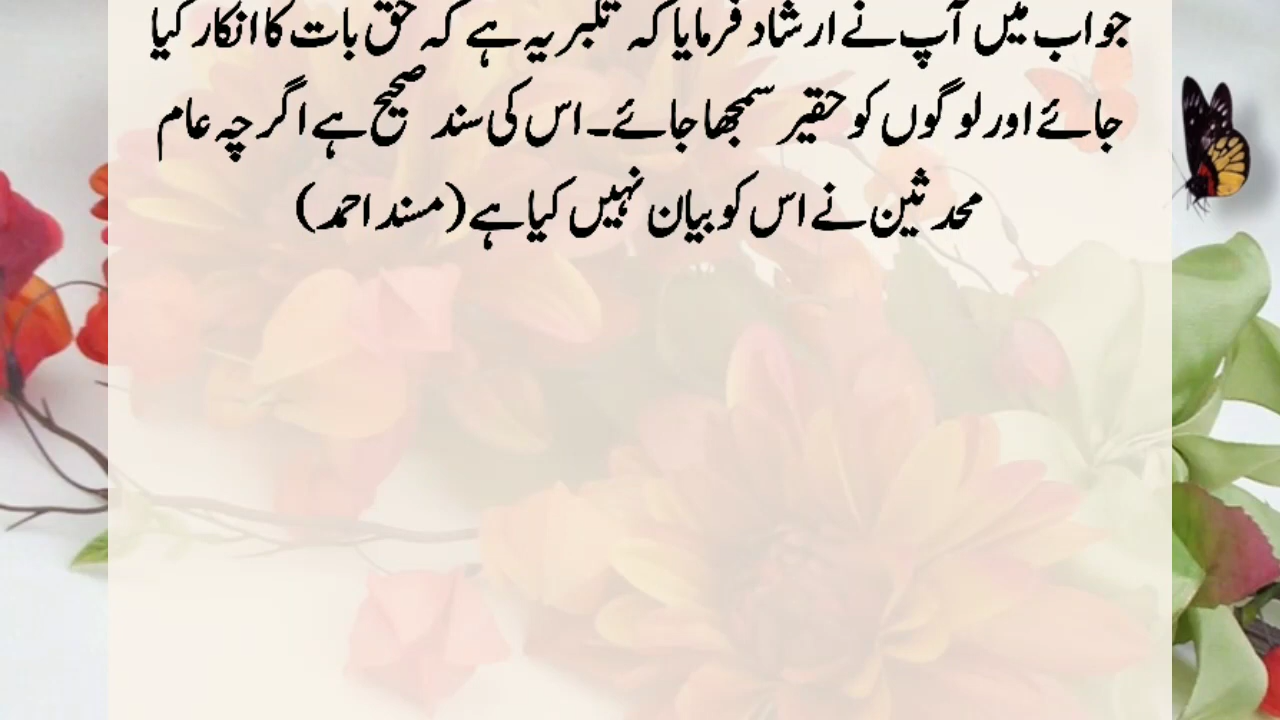 جواب میں آپ نے ارشاد فرمایا کہ تکبر یہ ہے کہ حق بات کا انکار کیا
جائے اور لوگوں کو حقیر سمجھا جائے۔ اس کی سند صحیح ہے اگر چہ عام
محدثین نے اس کو بیان نہیں کیا ہے (مسند احمد)